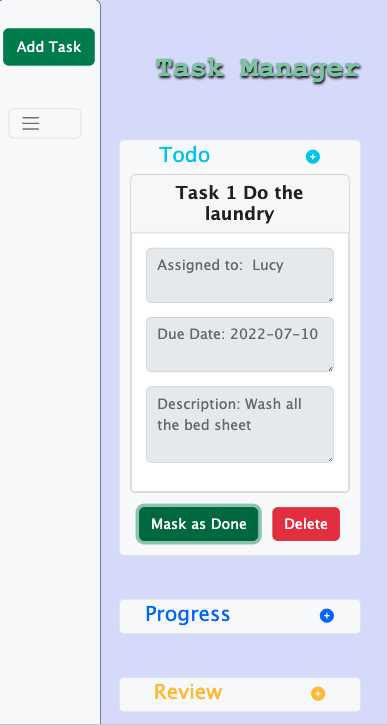 Add Task
Task Manager
Todo
Task 1 Do the
laundry
Assigned to:  Lucy
Due Date: 2022-07-10
Description: Wash all
the bed sheet
Mask as Done
Delete
Progress
Review